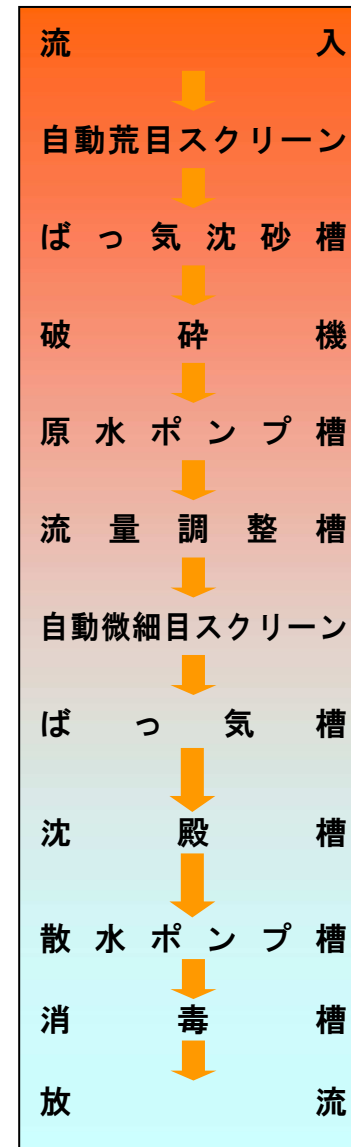 流入
自動荒目スクリーン
ばっ気沈砂槽
破砕機
原水ポンプ槽
流量調整槽
自動微細目スクリーン
ばっ気槽
沈殿槽
散水ポンプ槽
消毒槽
放流